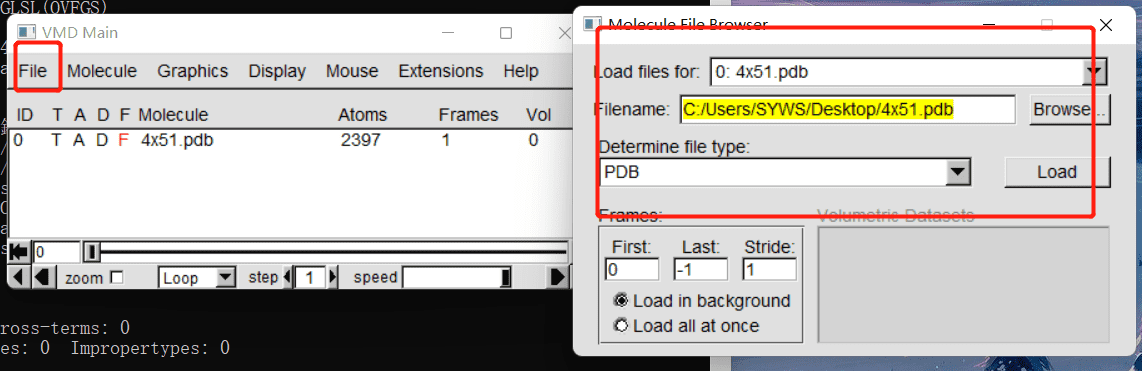 GLSL(OVFGS)
VMD Main
File Molecule Graphics Display Mouse Extensions Help
ID T A D F Molecule Atoms Frames Vol
0 T A D F 4x51.pdb 2397 1 0
0
zoom Loop step 1 speed
ross-terms: 0
es: 0 Impropertypes: 0
Molecule File Browser
Load files for: 0: 4x51.pdb
Filename: C:/Users/SYWS/Desktop/4x51.pdb Browse...
Determine file type:
PDB Load
Frames: Volumetric Datasets
First: Last: Stride:
0 -1 1
Load in background
Load all at once